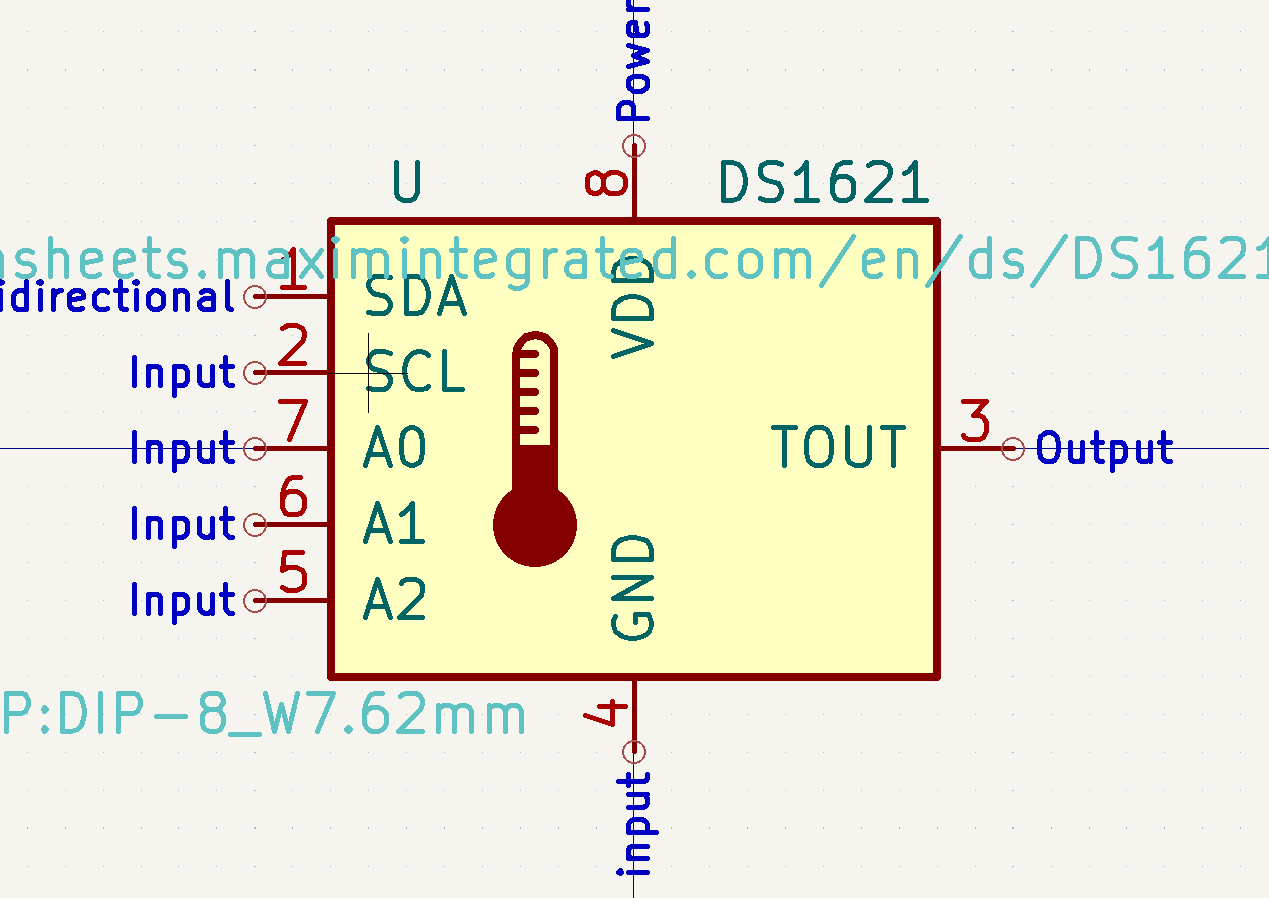 Power
U
8
DS1621
asheets.maximintegrated.com/en/ds/DS1621
1
idirectional
SDA
VDD
2
Input
SCL
7
Input
A0
TOUT
3
Output
6
Input
A1
5
Input
A2
GND
P:DIP-8_W7.62mm
4
input